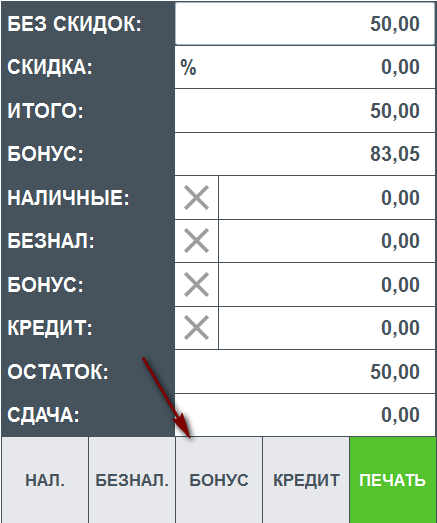 БЕЗ СКИДОК: 50,00
СКИДКА: % 0,00
ИТОГО: 50,00
БОНУС: 83,05
НАЛИЧНЫЕ: 0,00
БЕЗНАЛ: 0,00
БОНУС: 0,00
КРЕДИТ: 0,00
ОСТАТОК: 50,00
СДАЧА: 0,00
НАЛ. БЕЗНАЛ. БОНУС КРЕДИТ ПЕЧАТЬ